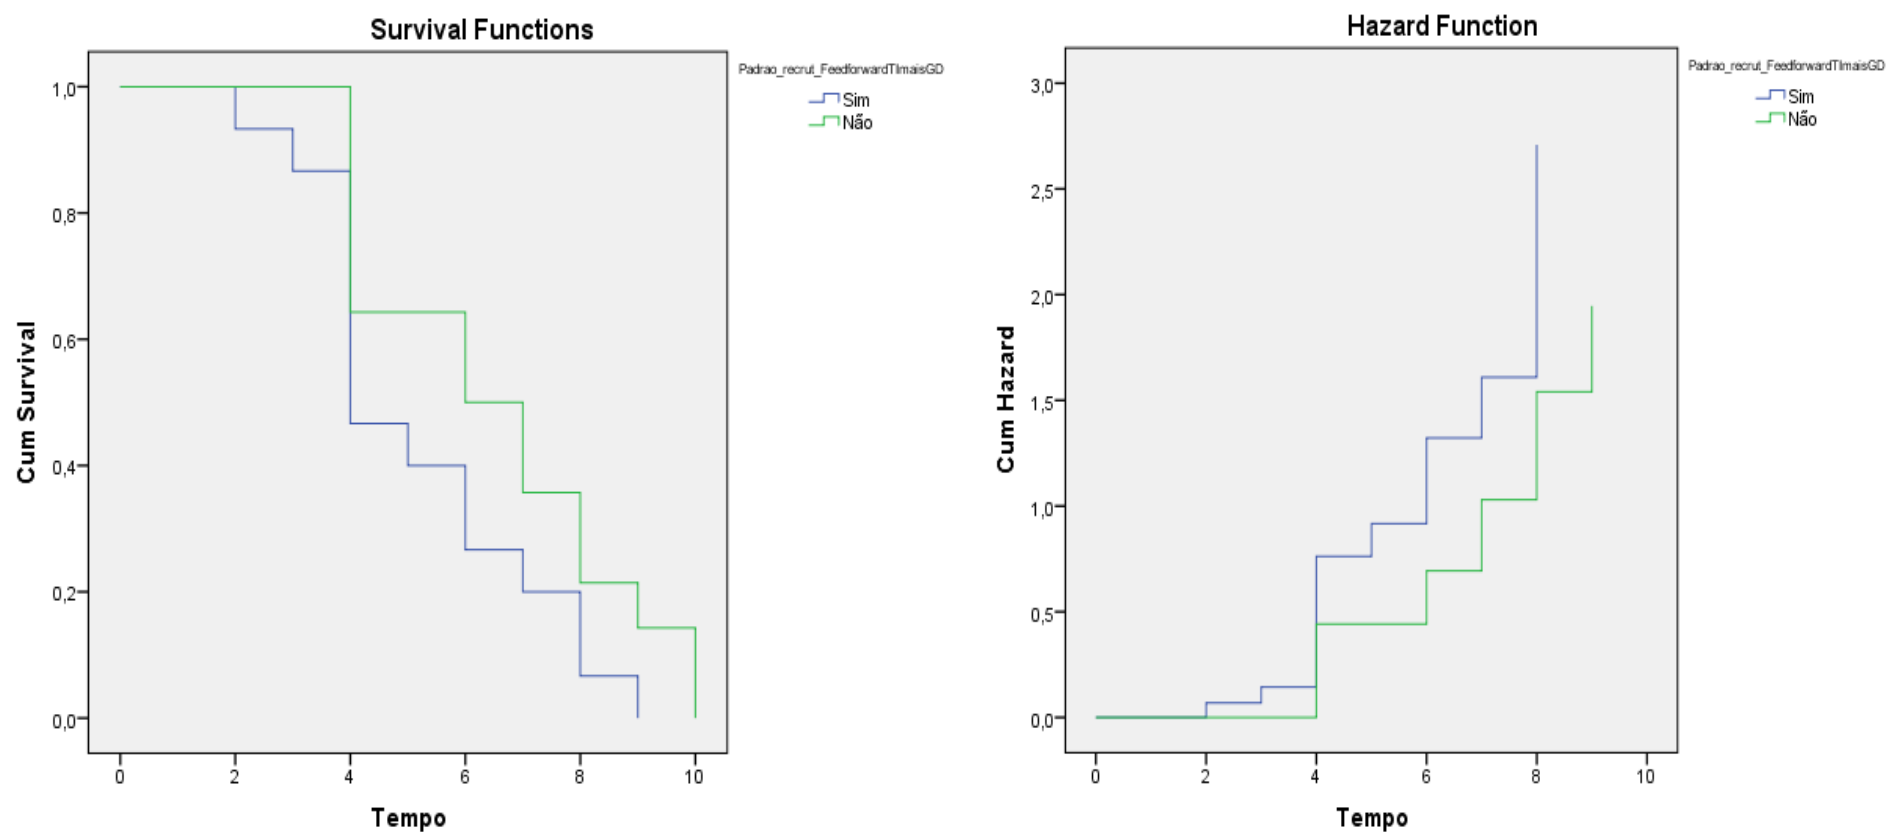 Survival Functions
Padrao_recrut_FeedforwardTImaisGD
Sim
Não
1,0
0,8
0,6
0,4
0,2
0,0
Cum Survival
0 2 4 6 8 10
Tempo
Hazard Function
Padrao_recrut_FeedforwardTImaisGD
Sim
Não
3,0
2,5
2,0
1,5
1,0
0,5
0,0
Cum Hazard
0 2 4 6 8 10
Tempo